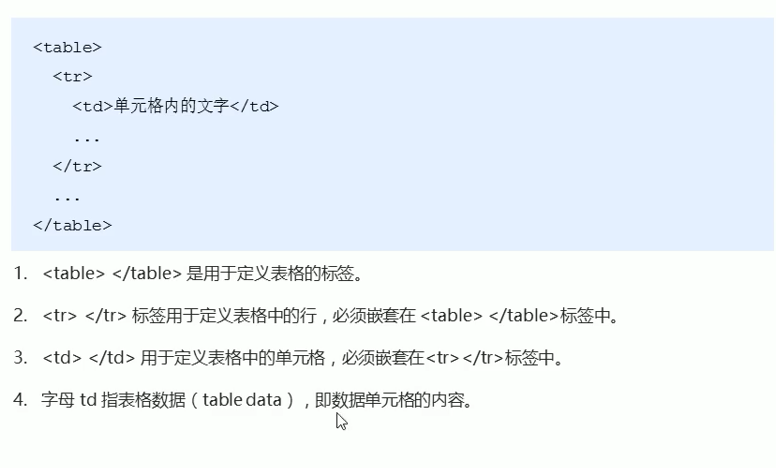 <table>
<tr>
<td>单元格内的文字</td>
...
</tr>
...
</table>
1. <table> </table> 是用于定义表格的标签。
2. <tr> </tr> 标签用于定义表格中的行，必须嵌套在 <table> </table>标签中。
3. <td> </td> 用于定义表格中的单元格，必须嵌套在<tr></tr>标签中。
4. 字母 td 指表格数据（table data），即数据单元格的内容。